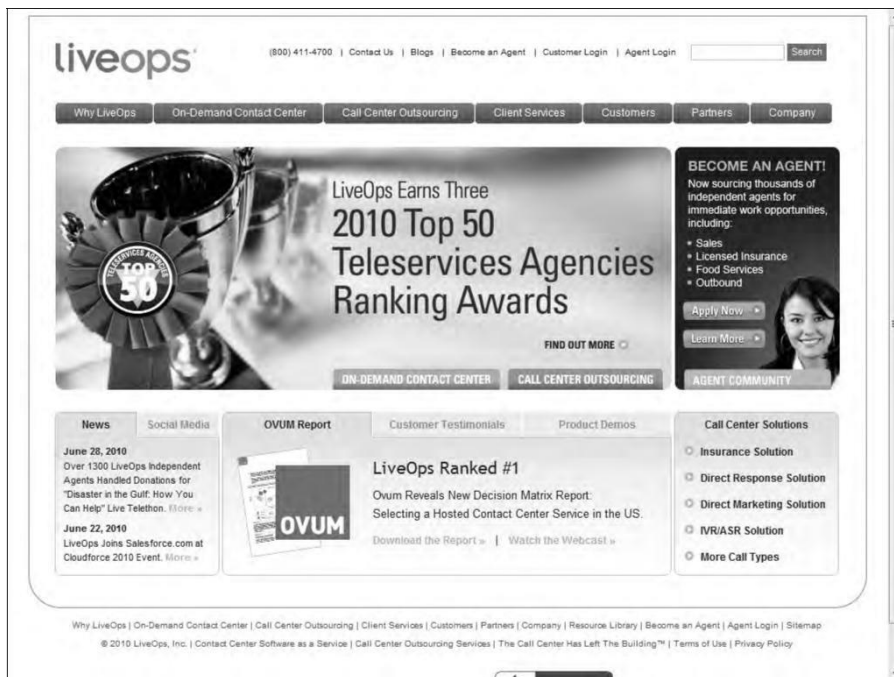 liveops
(800) 411-4700 | Contact Us | Blogs | Become an Agent | Customer Login | Agent Login
Search
Why LiveOps
On-Demand Contact Center
Call Center Outsourcing
Client Services
Customers
Partners
Company
TELESERVICES AGENCIES
TOP
50
LiveOps Earns Three
2010 Top 50
Teleservices Agencies
Ranking Awards
FIND OUT MORE
ON-DEMAND CONTACT CENTER
CALL CENTER OUTSOURCING
BECOME AN AGENT!
Now sourcing thousands of
independent agents for
immediate work opportunities,
including:
Sales
Licensed Insurance
Food Services
Outbound
Apply Now
Learn More
AGENT COMMUNITY
News
Social Media
June 28, 2010
Over 1300 LiveOps Independent
Agents Handled Donations for
"Disaster in the Gulf: How You
Can Help" Live Telethon. More »
June 22, 2010
LiveOps Joins Salesforce.com at
Cloudforce 2010 Event. More »
OVUM Report
Customer Testimonials
Product Demos
OVUM
LiveOps Ranked #1
Ovum Reveals New Decision Matrix Report:
Selecting a Hosted Contact Center Service in the US.
Download the Report » | Watch the Webcast »
Call Center Solutions
Insurance Solution
Direct Response Solution
Direct Marketing Solution
IVR/ASR Solution
More Call Types
Why LiveOps | On-Demand Contact Center | Call Center Outsourcing | Client Services | Customers | Partners | Company | Resource Library | Become an Agent | Agent Login | Sitemap
© 2010 LiveOps, Inc. | Contact Center Software as a Service | Call Center Outsourcing Services | The Call Center Has Left The Building™ | Terms of Use | Privacy Policy